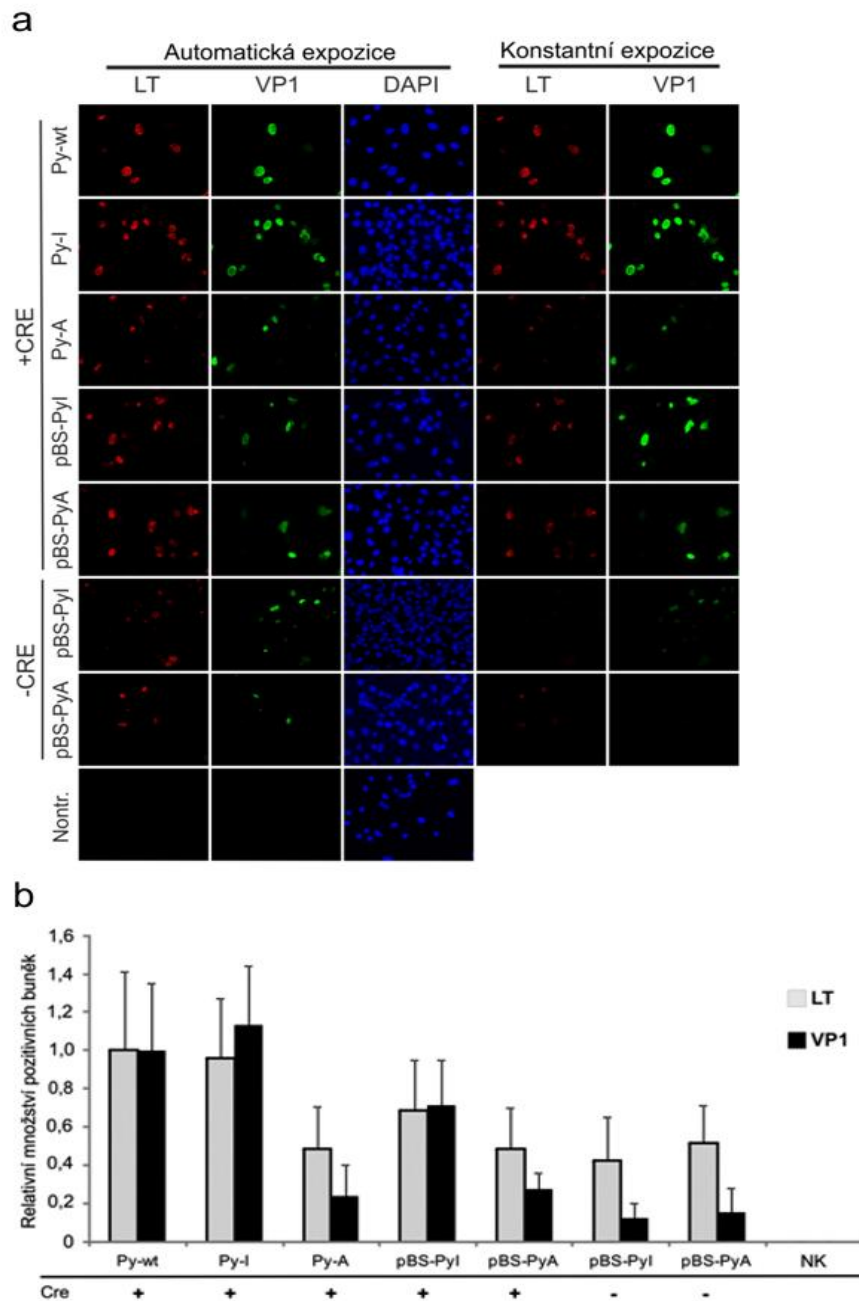 a
Automatická expozice Konstantní expozice
LT VP1 DAPI LT VP1
+CRE
Py-wt
Py-I
Py-A
pBS-PyI
pBS-PyA
-CRE
pBS-PyI
pBS-PyA
Nontr.
b
Relativní množství pozitivních buněk
1,6
1,4
1,2
1,0
0,8
0,6
0,4
0,2
0
LT
VP1
Py-wt Py-I Py-A pBS-PyI pBS-PyA pBS-PyI pBS-PyA NK
Cre + + + + + - -